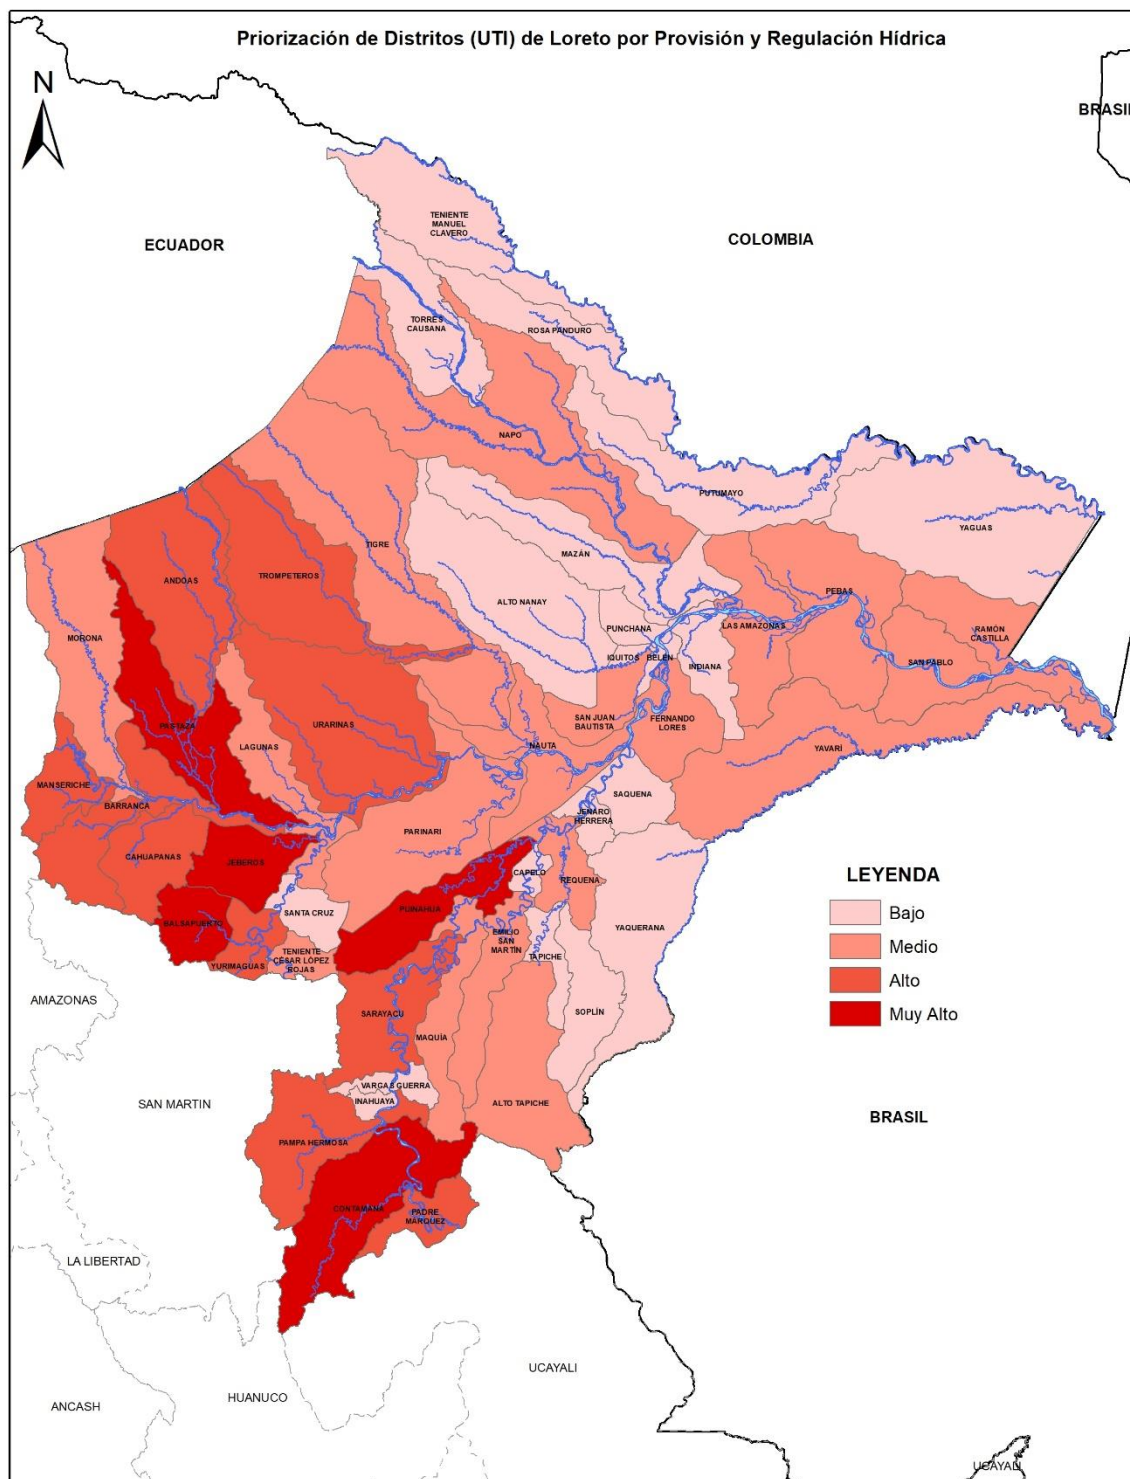 Priorización de Distritos (UTI) de Loreto por Provisión y Regulación Hídrica
N
BRASIL
ECUADOR
COLOMBIA
TENIENTE
MANUEL
CLAVERO
TORRES
CAUSANA
ROSA PANDURO
NAPO
PUTUMAYO
YAGUAS
TIGRE
MAZÁN
ANDOAS
TROMPETEROS
ALTO NANAY
PEBAS
MORONA
PUNCHANA
LAS AMAZONAS
RAMÓN
CASTILLA
IQUITOS
BELÉN
INDIANA
SAN PABLO
PASTAZA
URARINAS
SAN JUAN
BAUTISTA
FERNANDO
LORES
LAGUNAS
NAUTA
YAVARÍ
MANSERICHE
BARRANCA
SAQUENA
JENARO
HERRERA
PARINARI
CAHUAPANAS
JEBEROS
CAPELO
REQUENA
LEYENDA
Bajo
Medio
Alto
Muy Alto
SANTA CRUZ
PUINAHUA
BALSAPUERTO
EMILIO
SAN
MARTÍN
YAQUERANA
TAPICHE
YURIMAGUAS
TENIENTE
CÉSAR LÓPEZ
ROJAS
AMAZONAS
SARAYACU
SOPLÍN
MAQUÍA
VARGAS GUERRA
INAHUAYA
ALTO TAPICHE
SAN MARTIN
BRASIL
PAMPA HERMOSA
CONTAMANA
PADRE
MÁRQUEZ
LA LIBERTAD
UCAYALI
HUANUCO
ANCASH
UCAYALI